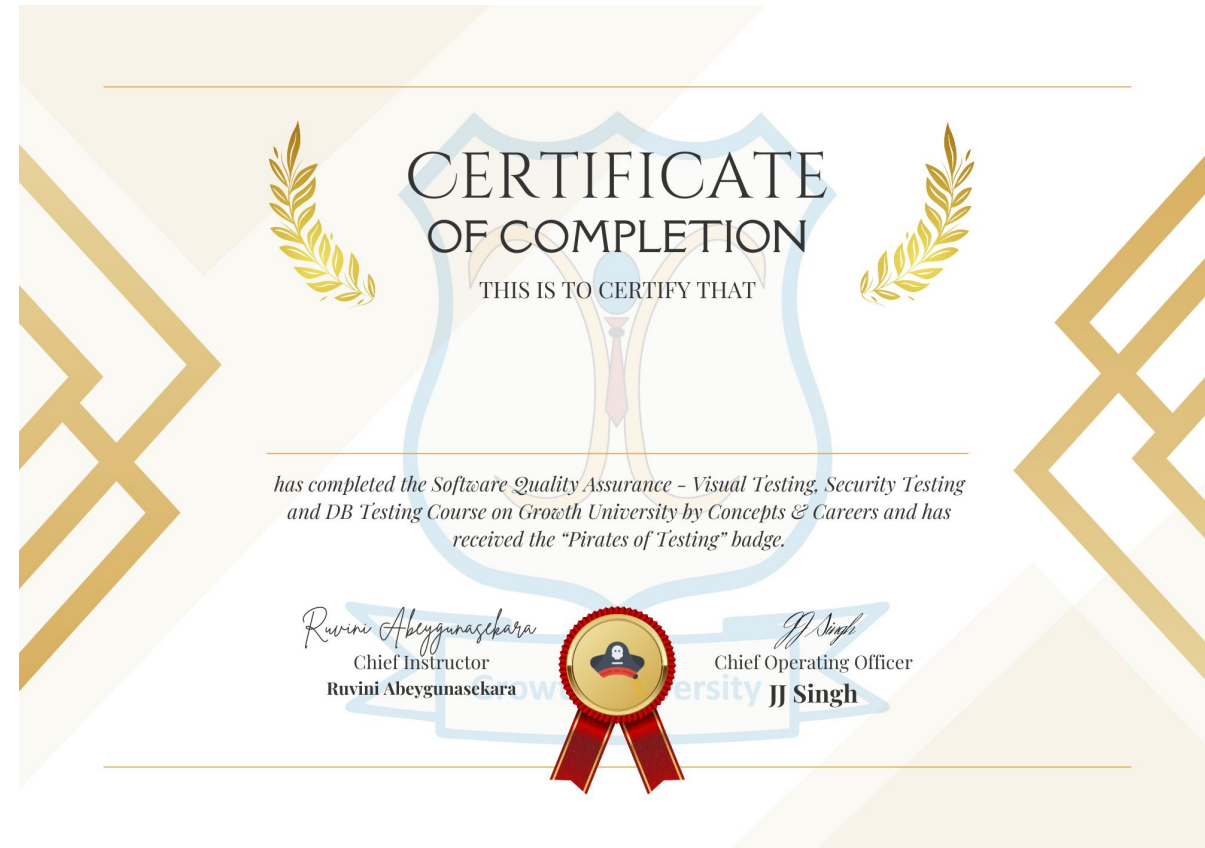 CERTIFICATE
OF COMPLETION
THIS IS TO CERTIFY THAT
has completed the Software Quality Assurance - Visual Testing, Security Testing
and DB Testing Course on Growth University by Concepts & Careers and has
received the “Pirates of Testing” badge.
Ruvini Abeygunasekara
Chief Instructor
Ruvini Abeygunasekara
JJ Singh
Chief Operating Officer
JJ Singh
Grow ersity